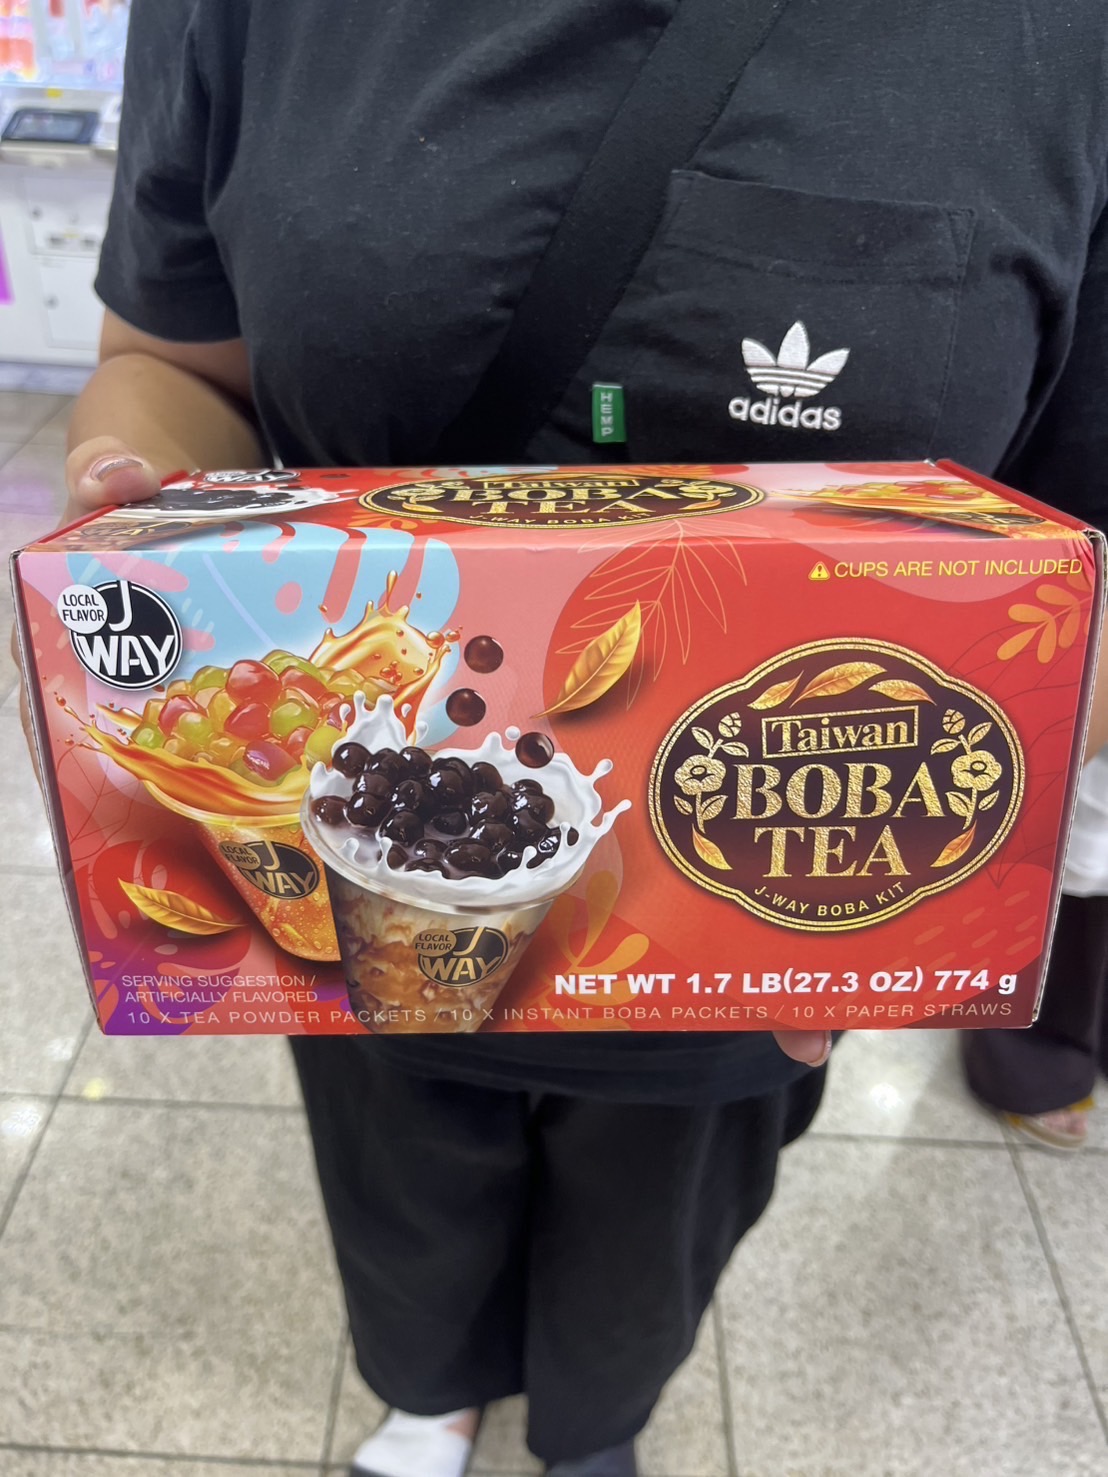 adidas
HEMP
WAY
Taiwan
BOBA
TEA
J-WAY BOBA KIT
CUPS ARE NOT INCLUDED
LOCAL
FLAVOR
J
WAY
Taiwan
BOBA
TEA
J-WAY BOBA KIT
LOCAL
FLAVOR
J
WAY
LOCAL
FLAVOR
J
WAY
NET WT 1.7 LB(27.3 OZ) 774 g
SERVING SUGGESTION /
ARTIFICIALLY FLAVORED
10 X TEA POWDER PACKETS / 10 X INSTANT BOBA PACKETS / 10 X PAPER STRAWS